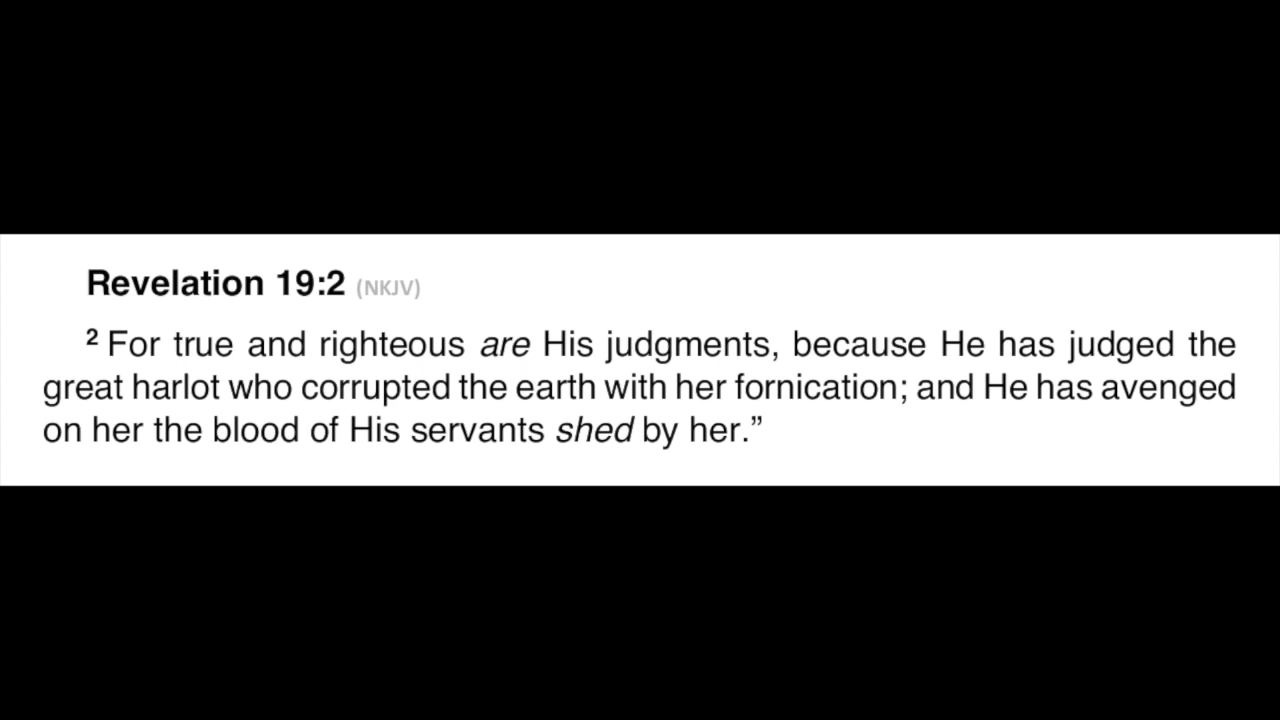 Revelation 19:2 (NKJV)
2 For true and righteous are His judgments, because He has judged the
great harlot who corrupted the earth with her fornication; and He has avenged
on her the blood of His servants shed by her.”